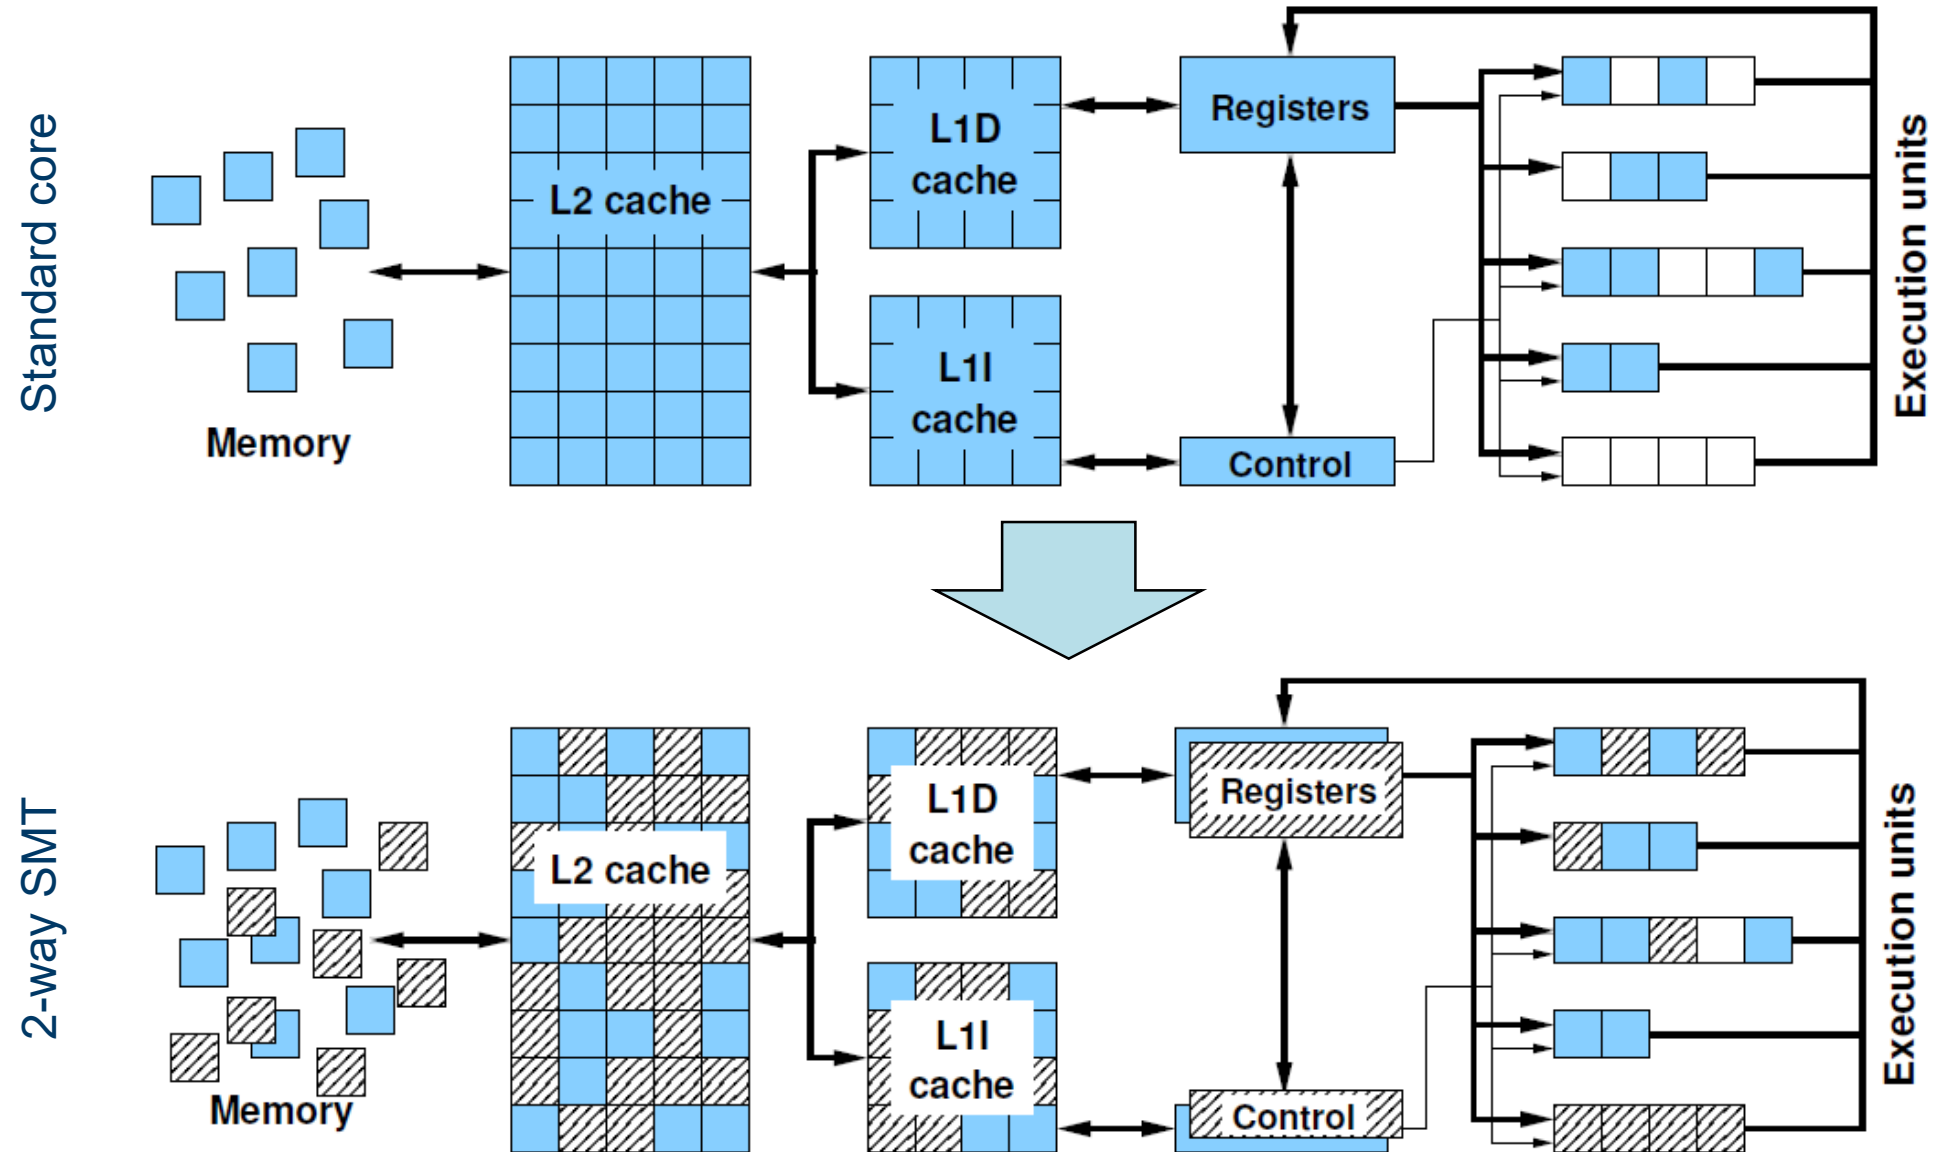 Standard core
Memory
L2 cache
L1D
cache
L1I
cache
Registers
Control
Execution units
2-way SMT
Memory
L2 cache
L1D
cache
L1I
cache
Registers
Control
Execution units